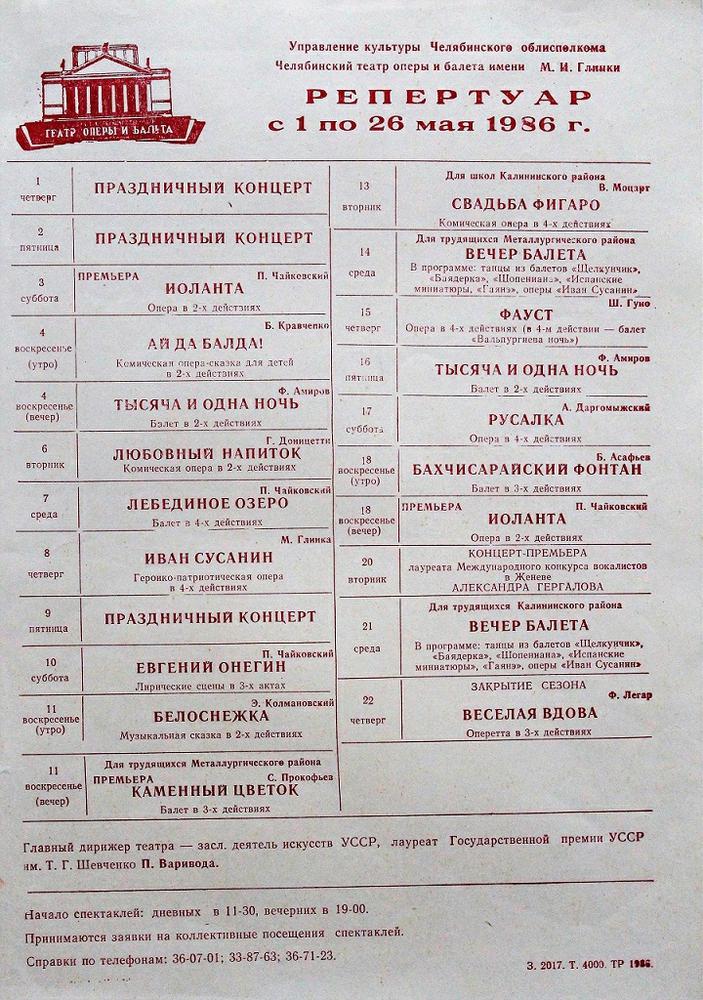 Управление культуры Челябинского облисполкома
Челябинский театр оперы и балета имени М. И. Глинки
РЕПЕРТУАР
с 1 по 26 мая 1986 г.
ТЕАТР ОПЕРЫ И БАЛЕТА
1
четверг
ПРАЗДНИЧНЫЙ КОНЦЕРТ
2
пятница
ПРАЗДНИЧНЫЙ КОНЦЕРТ
3
суббота
ПРЕМЬЕРА П. Чайковский
ИОЛАНТА
Опера в 2-х действиях
4
воскресенье
(утро)
Б. Кравченко
АЙ ДА БАЛДА!
Комическая опера-сказка для детей
в 2-х действиях
4
воскресенье
(вечер)
Ф. Амиров
ТЫСЯЧА И ОДНА НОЧЬ
Балет в 2-х действиях
6
вторник
Г. Доницетти
ЛЮБОВНЫЙ НАПИТОК
Комическая опера в 2-х действиях
7
среда
П. Чайковский
ЛЕБЕДИНОЕ ОЗЕРО
Балет в 4-х действиях
8
четверг
М. Глинка
ИВАН СУСАНИН
Героико-патриотическая опера
в 4-х действиях
9
пятница
ПРАЗДНИЧНЫЙ КОНЦЕРТ
10
суббота
П. Чайковский
ЕВГЕНИЙ ОНЕГИН
Лирические сцены в 3-х актах
11
воскресенье
(утро)
Э. Колмановский
БЕЛОСНЕЖКА
Музыкальная сказка в 2-х действиях
11
воскресенье
(вечер)
Для трудящихся Металлургического района
ПРЕМЬЕРА С. Прокофьев
КАМЕННЫЙ ЦВЕТОК
Балет в 3-х действиях
13
вторник
Для школ Калининского района
В. Моцарт
СВАДЬБА ФИГАРО
Комическая опера в 4-х действиях
14
среда
Для трудящихся Металлургического района
ВЕЧЕР БАЛЕТА
В программе: танцы из балетов «Щелкунчик»,
«Баядерка», «Шопениана», «Испанские
миниатюры, «Гаянэ», оперы «Иван Сусанин»
15
четверг
Ш. Гуно
ФАУСТ
Опера в 4-х действиях (в 4-м действии — балет
«Вальпургиева ночь»)
16
пятница
Ф. Амиров
ТЫСЯЧА И ОДНА НОЧЬ
Балет в 2-х действиях
17
суббота
А. Даргомыжский
РУСАЛКА
Опера в 4-х действиях
18
воскресенье
(утро)
Б. Асафьев
БАХЧИСАРАЙСКИЙ ФОНТАН
Балет в 3-х действиях
18
воскресенье
(вечер)
ПРЕМЬЕРА П. Чайковский
ИОЛАНТА
Опера в 2-х действиях
20
вторник
КОНЦЕРТ-ПРЕМЬЕРА
лауреата Международного конкурса вокалистов
в Женеве
АЛЕКСАНДРА ГЕРГАЛОВА
21
среда
Для трудящихся Калининского района
ВЕЧЕР БАЛЕТА
В программе: танцы из балетов «Щелкунчик»,
«Баядерка», «Шопениана», «Испанские
миниатюры», «Гаянэ», оперы «Иван Сусанин»
22
четверг
ЗАКРЫТИЕ СЕЗОНА
Ф. Легар
ВЕСЕЛАЯ ВДОВА
Оперетта в 3-х действиях
Главный дирижер театра — засл. деятель искусств УССР, лауреат Государственной премии УССР
им. Т. Г. Шевченко П. Варивода.
Начало спектаклей: дневных в 11-30, вечерних в 19-00.
Принимаются заявки на коллективные посещения спектаклей.
Справки по телефонам: 36-07-01; 33-87-63; 36-71-23.
З. 2017. Т. 4000. ТР 1986.